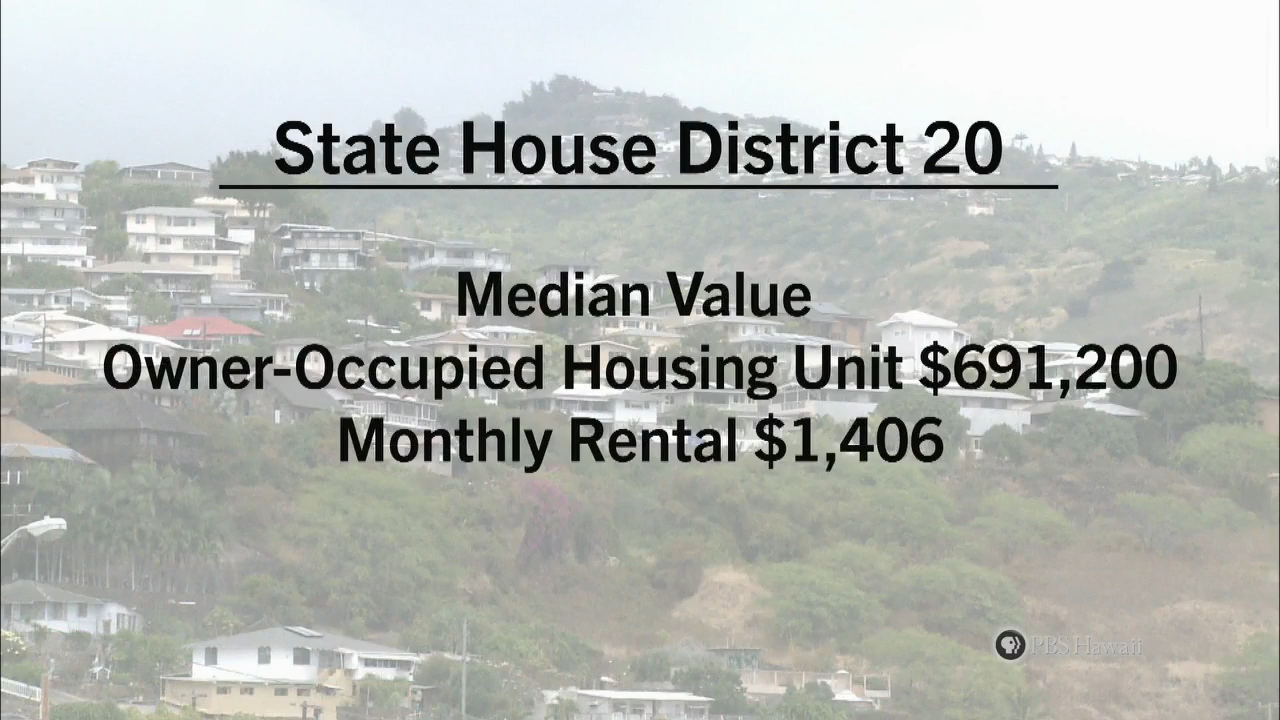 State House District 20
Median Value
Owner-Occupied Housing Unit $691,200
Monthly Rental $1,406
PBS Hawaii